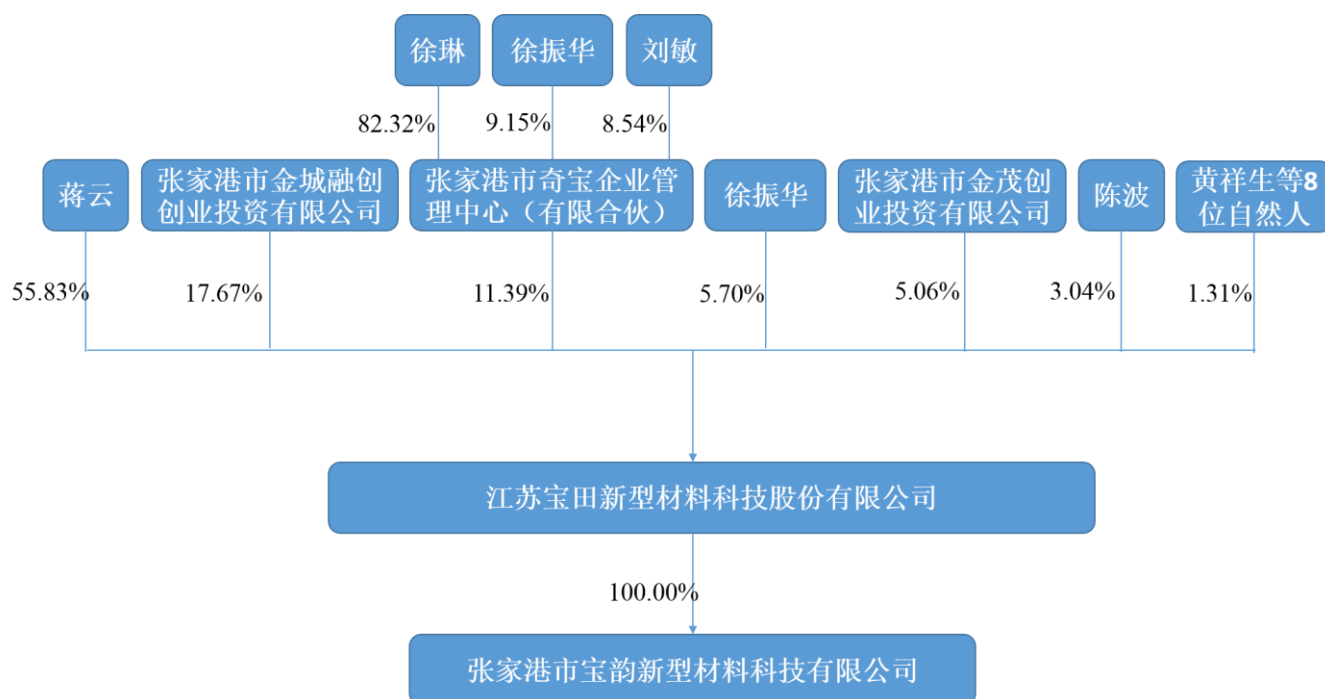 徐琳
徐振华
刘敏
82.32%
9.15%
8.54%
蒋云
张家港市金城融创
创业投资有限公司
张家港市奇宝企业管
理中心（有限合伙）
徐振华
张家港市金茂创
业投资有限公司
陈波
黄祥生等8
位自然人
55.83%
17.67%
11.39%
5.70%
5.06%
3.04%
1.31%
江苏宝田新型材料科技股份有限公司
100.00%
张家港市宝韵新型材料科技有限公司